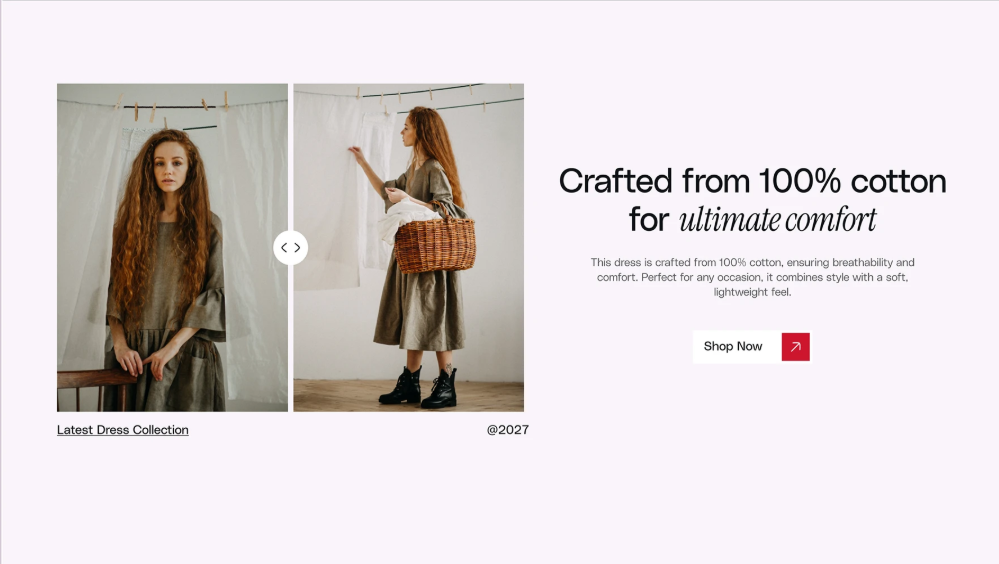 Crafted from 100% cotton
for ultimate comfort
This dress is crafted from 100% cotton, ensuring breathability and
comfort. Perfect for any occasion, it combines style with a soft,
lightweight feel.
Shop Now
Latest Dress Collection
@2027